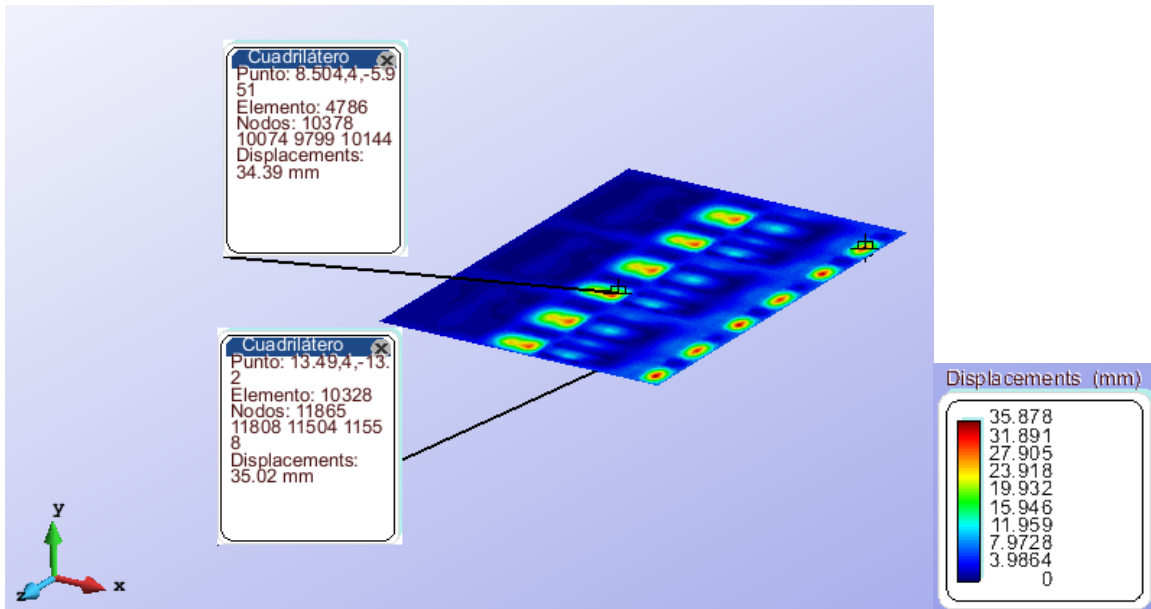 Cuadrilátero
Punto: 8.504,4,-5.9
51
Elemento: 4786
Nodos: 10378
10074 9799 10144
Displacements:
34.39 mm
Cuadrilátero
Punto: 13.49,4,-13.
2
Elemento: 10328
Nodos: 11865
11808 11504 1155
8
Displacements:
35.02 mm
y
z
x
Displacements (mm)
35.878
31.891
27.905
23.918
19.932
15.946
11.959
7.9728
3.9864
0